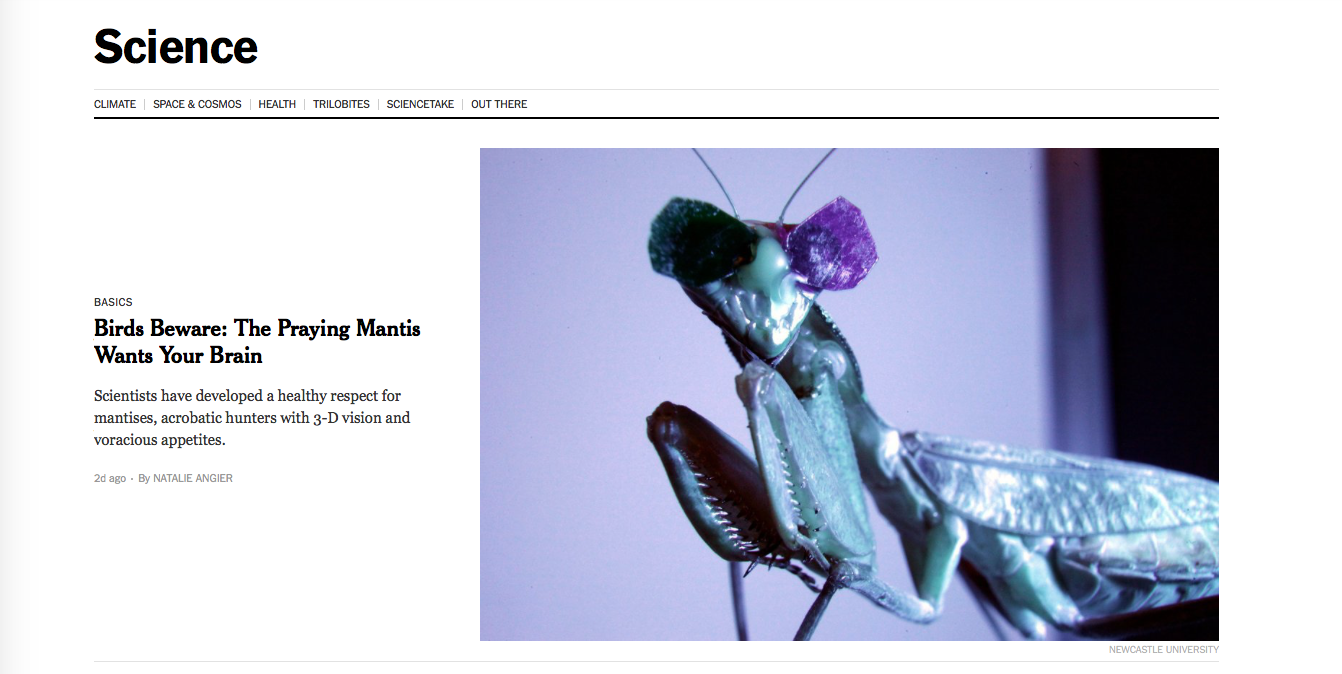 Science
CLIMATE | SPACE & COSMOS | HEALTH | TRILOBITES | SCIENCETAKE | OUT THERE
BASICS
Birds Beware: The Praying Mantis
Wants Your Brain
Scientists have developed a healthy respect for
mantises, acrobatic hunters with 3-D vision and
voracious appetites.
2d ago · By NATALIE ANGIER
NEWCASTLE UNIVERSITY